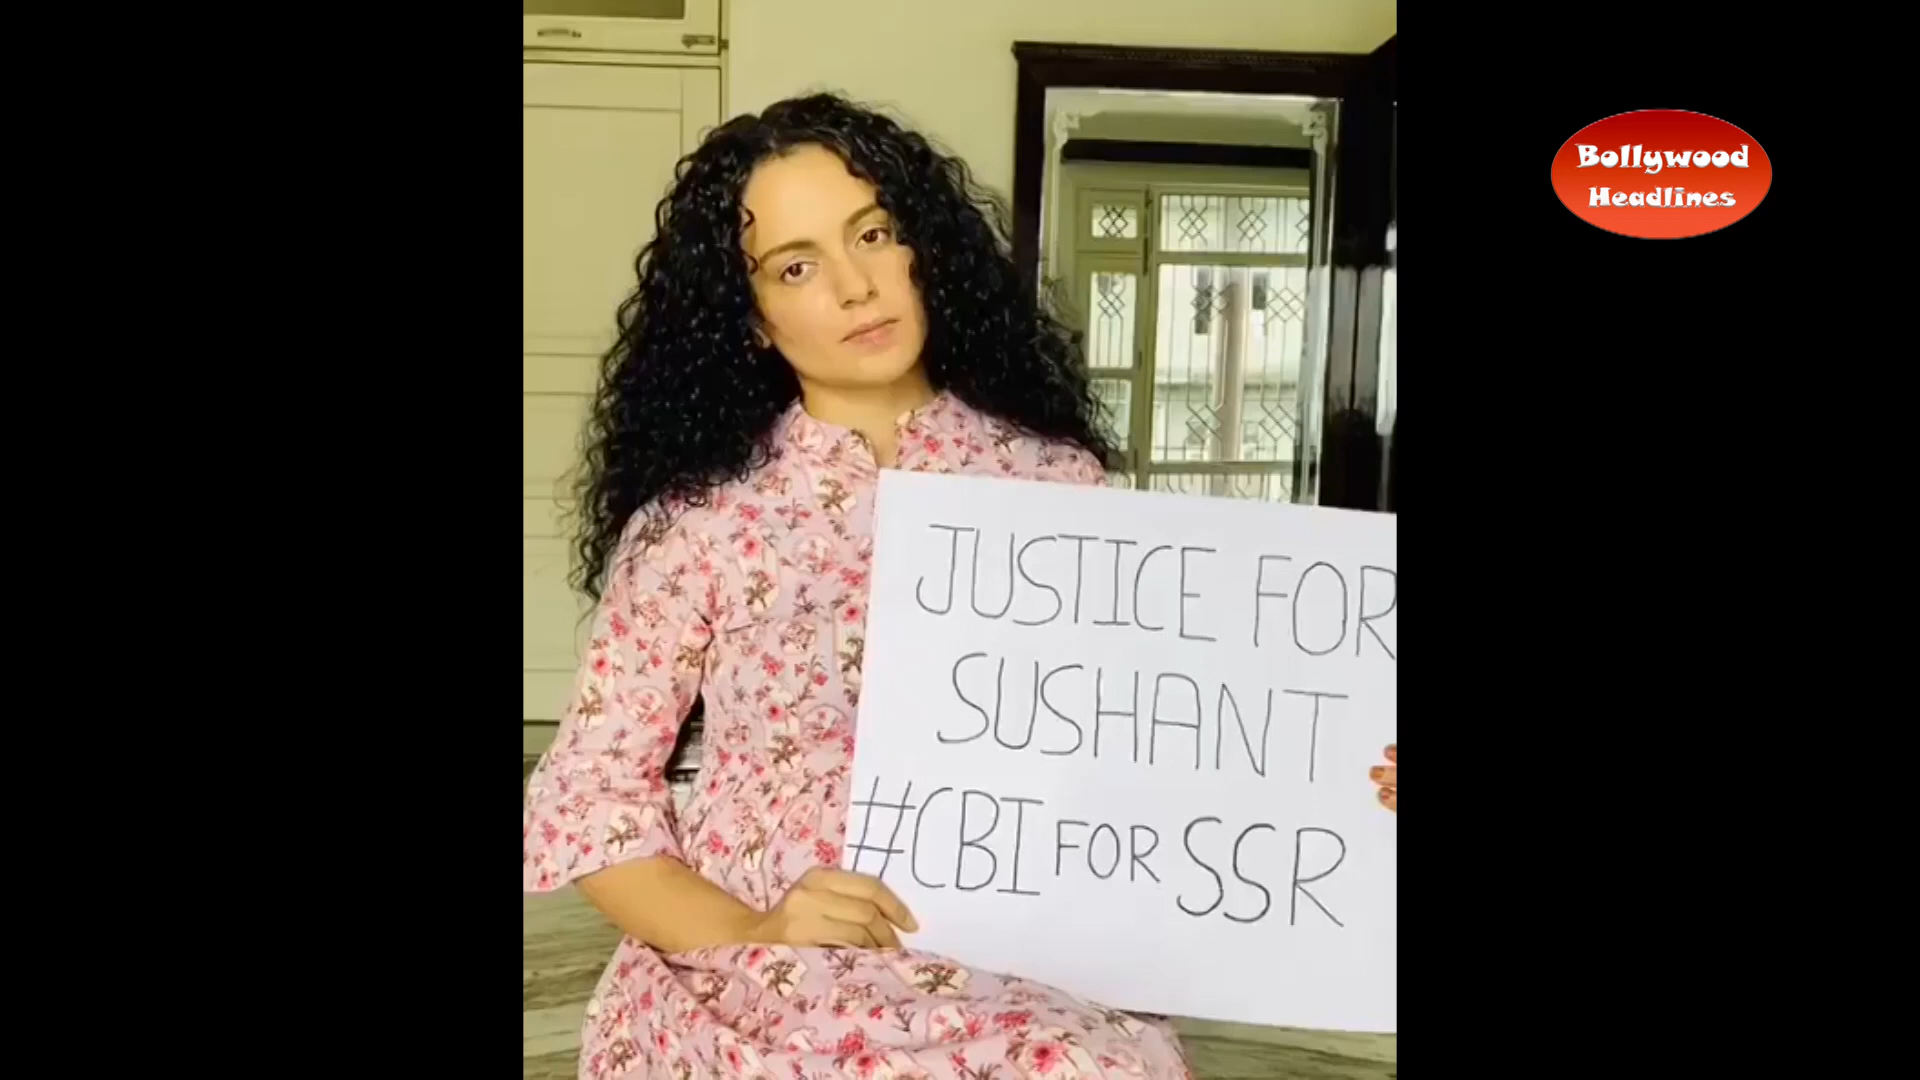 Bollywood
Headlines
JUSTICE FOR
SUSHANT
#CBI FOR SSR